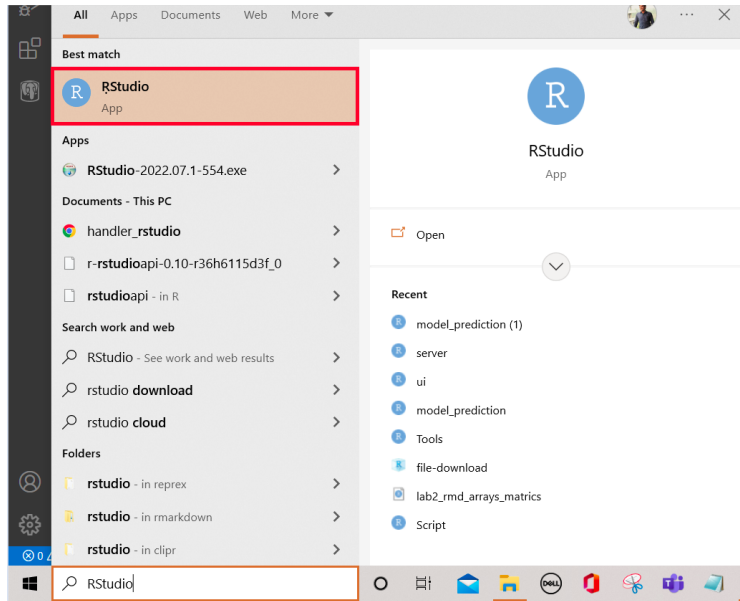 All Apps Documents Web More
Best match
RStudio
App
Apps
RStudio-2022.07.1-554.exe
Documents - This PC
handler_rstudio
r-rstudioapi-0.10-r36h6115d3f_0
rstudioapi - in R
Search work and web
RStudio - See work and web results
rstudio download
rstudio cloud
Folders
rstudio - in reprex
rstudio - in rmarkdown
rstudio - in clipr
0
RStudio
R
RStudio
App
Open
Recent
model_prediction (1)
server
ui
model_prediction
Tools
file-download
lab2_rmd_arrays_matrics
Script
DELL